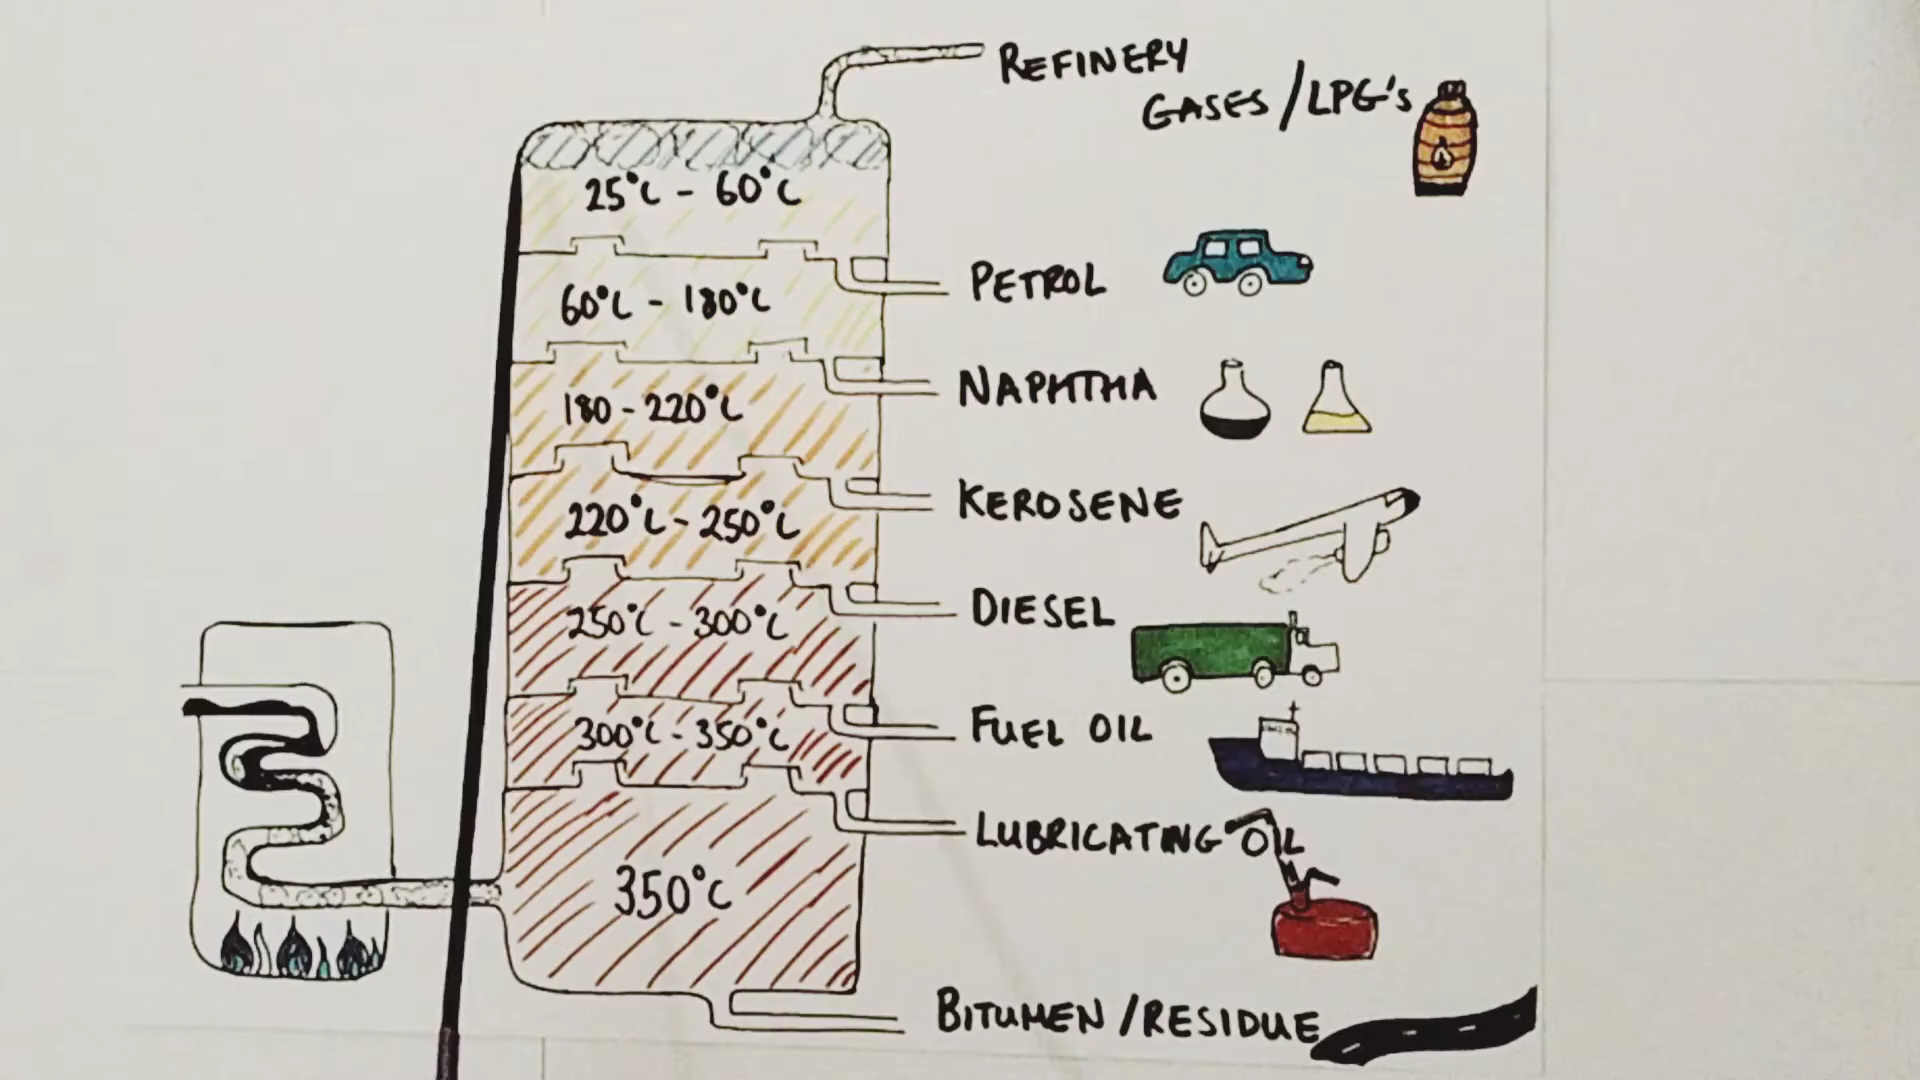 REFINERY
GASES/LPG's
25°C - 60°C
PETROL
60°C - 180°C
NAPHTHA
180-220°C
KEROSENE
220°C-250°C
DIESEL
250°C-300°C
FUEL OIL
300°C-350°C
LUBRICATING OIL
350°C
BITUMEN/RESIDUE